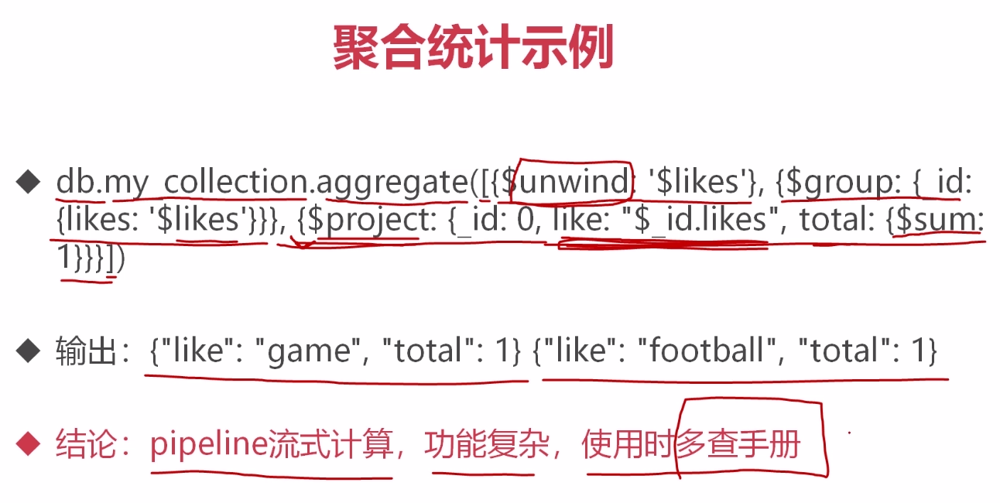 聚合统计示例
◆ db.my_collection.aggregate([{$unwind: '$likes'}, {$group: {_id:
{likes: '$likes'}}}, {$project: {_id: 0, like: "$_id.likes", total: {$sum:
1}}}])
◆ 输出：{"like": "game", "total": 1} {"like": "football", "total": 1}
◆ 结论：pipeline流式计算，功能复杂，使用时多查手册